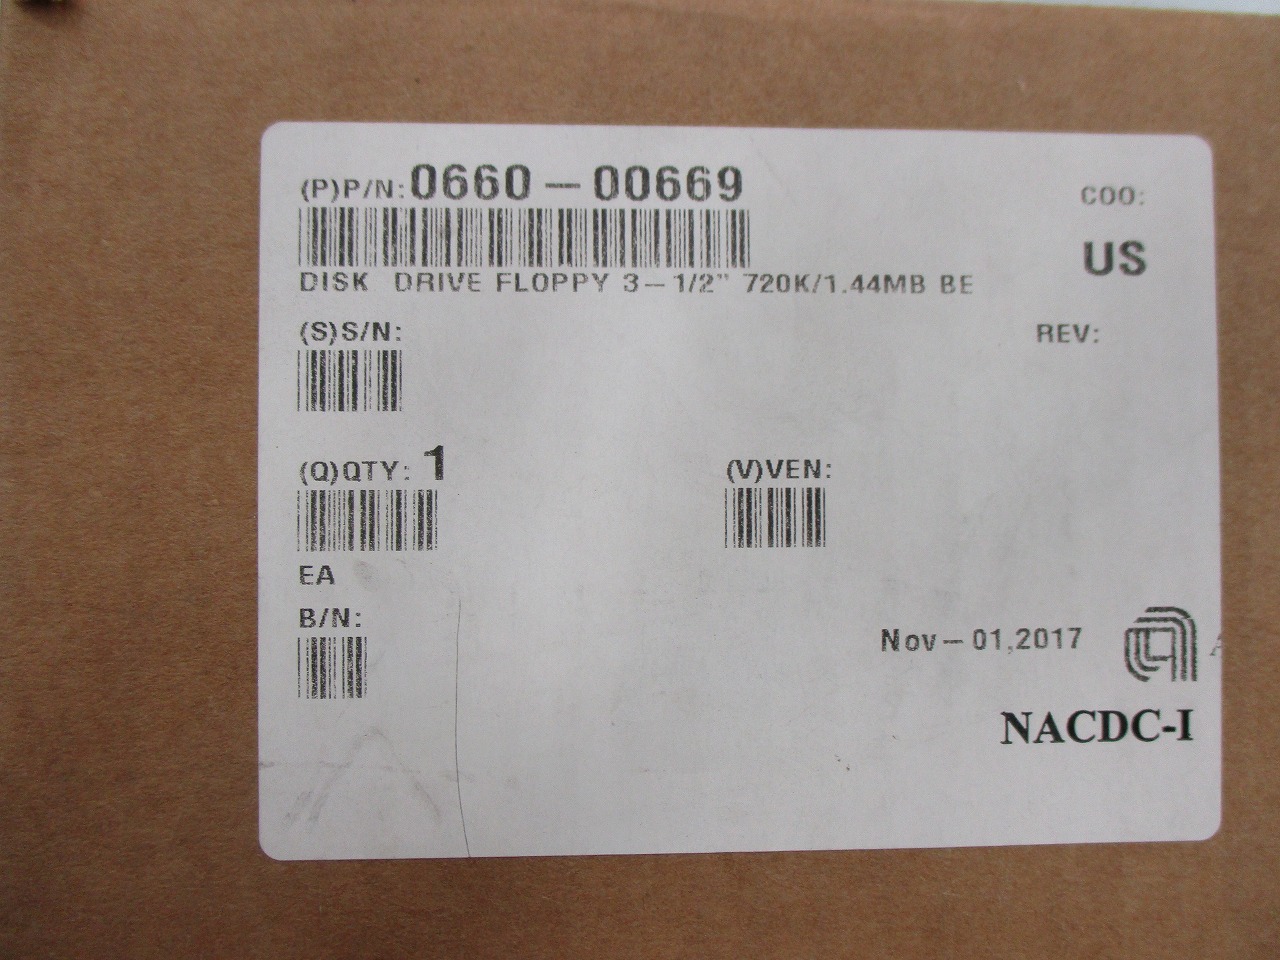 (P)P/N: 0660-00669
COO:
US
DISK DRIVE FLOPPY 3-1/2" 720K/1.44MB BE
(S)S/N:
REV:
(Q)QTY: 1
(V)VEN:
EA
B/N:
Nov-01,2017
NACDC-I